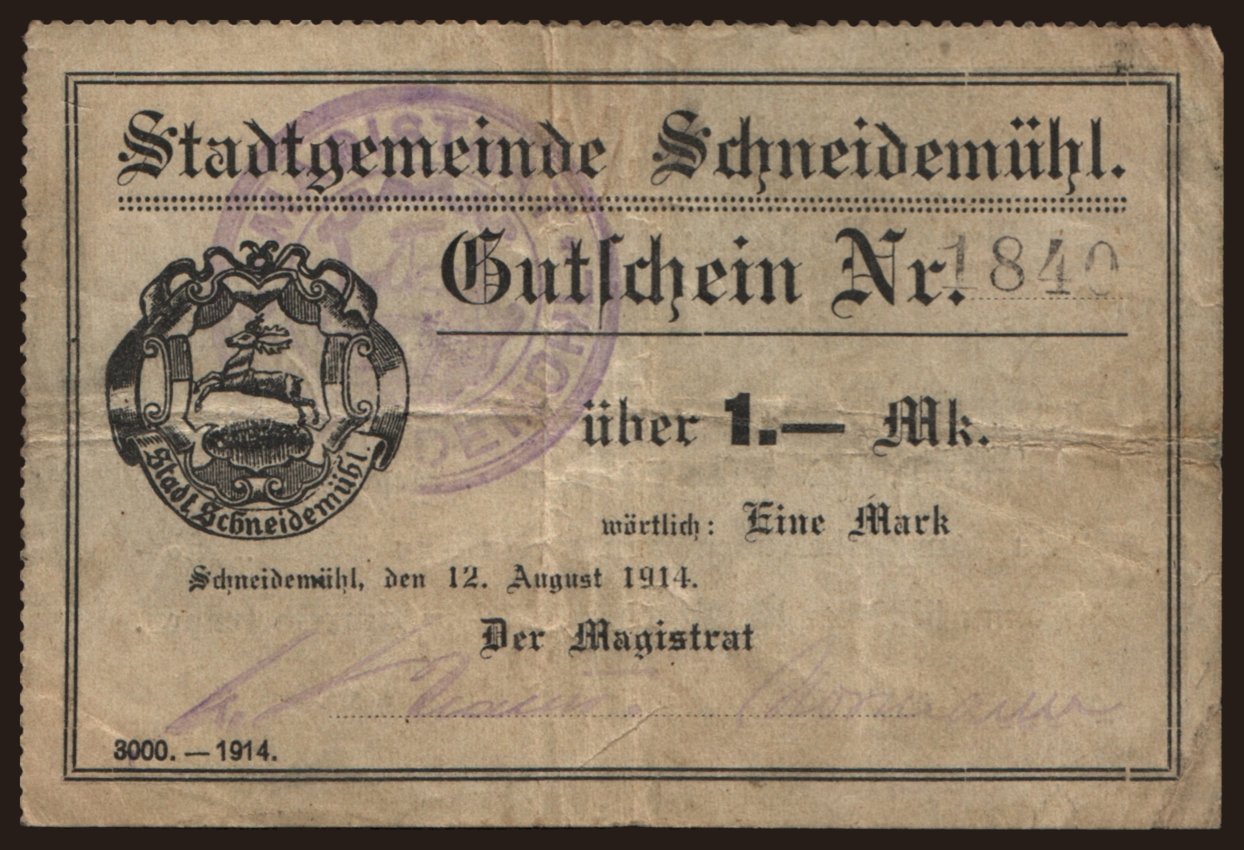 Stadtgemeinde Schneidemühl.
Gutschein Nr. 1840
über 1.— Mk.
wörtlich: Eine Mark
Stadt Schneidemühl.
Schneidemühl, den 12. August 1914.
Der Magistrat
3000. — 1914.